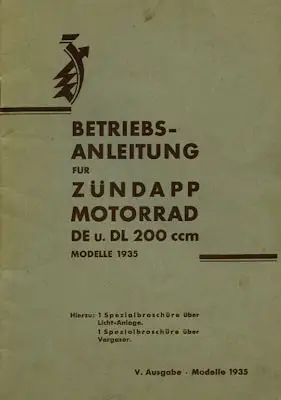 BETRIEBS-
ANLEITUNG
FUR
ZÜNDAPP
MOTORRAD
DE u. DL 200 ccm
MODELLE 1935
Hierzu: 1 Spezialbroschüre über
Licht-Anlage.
1 Spezialbroschüre über
Vergaser.
V. Ausgabe - Modelle 1935